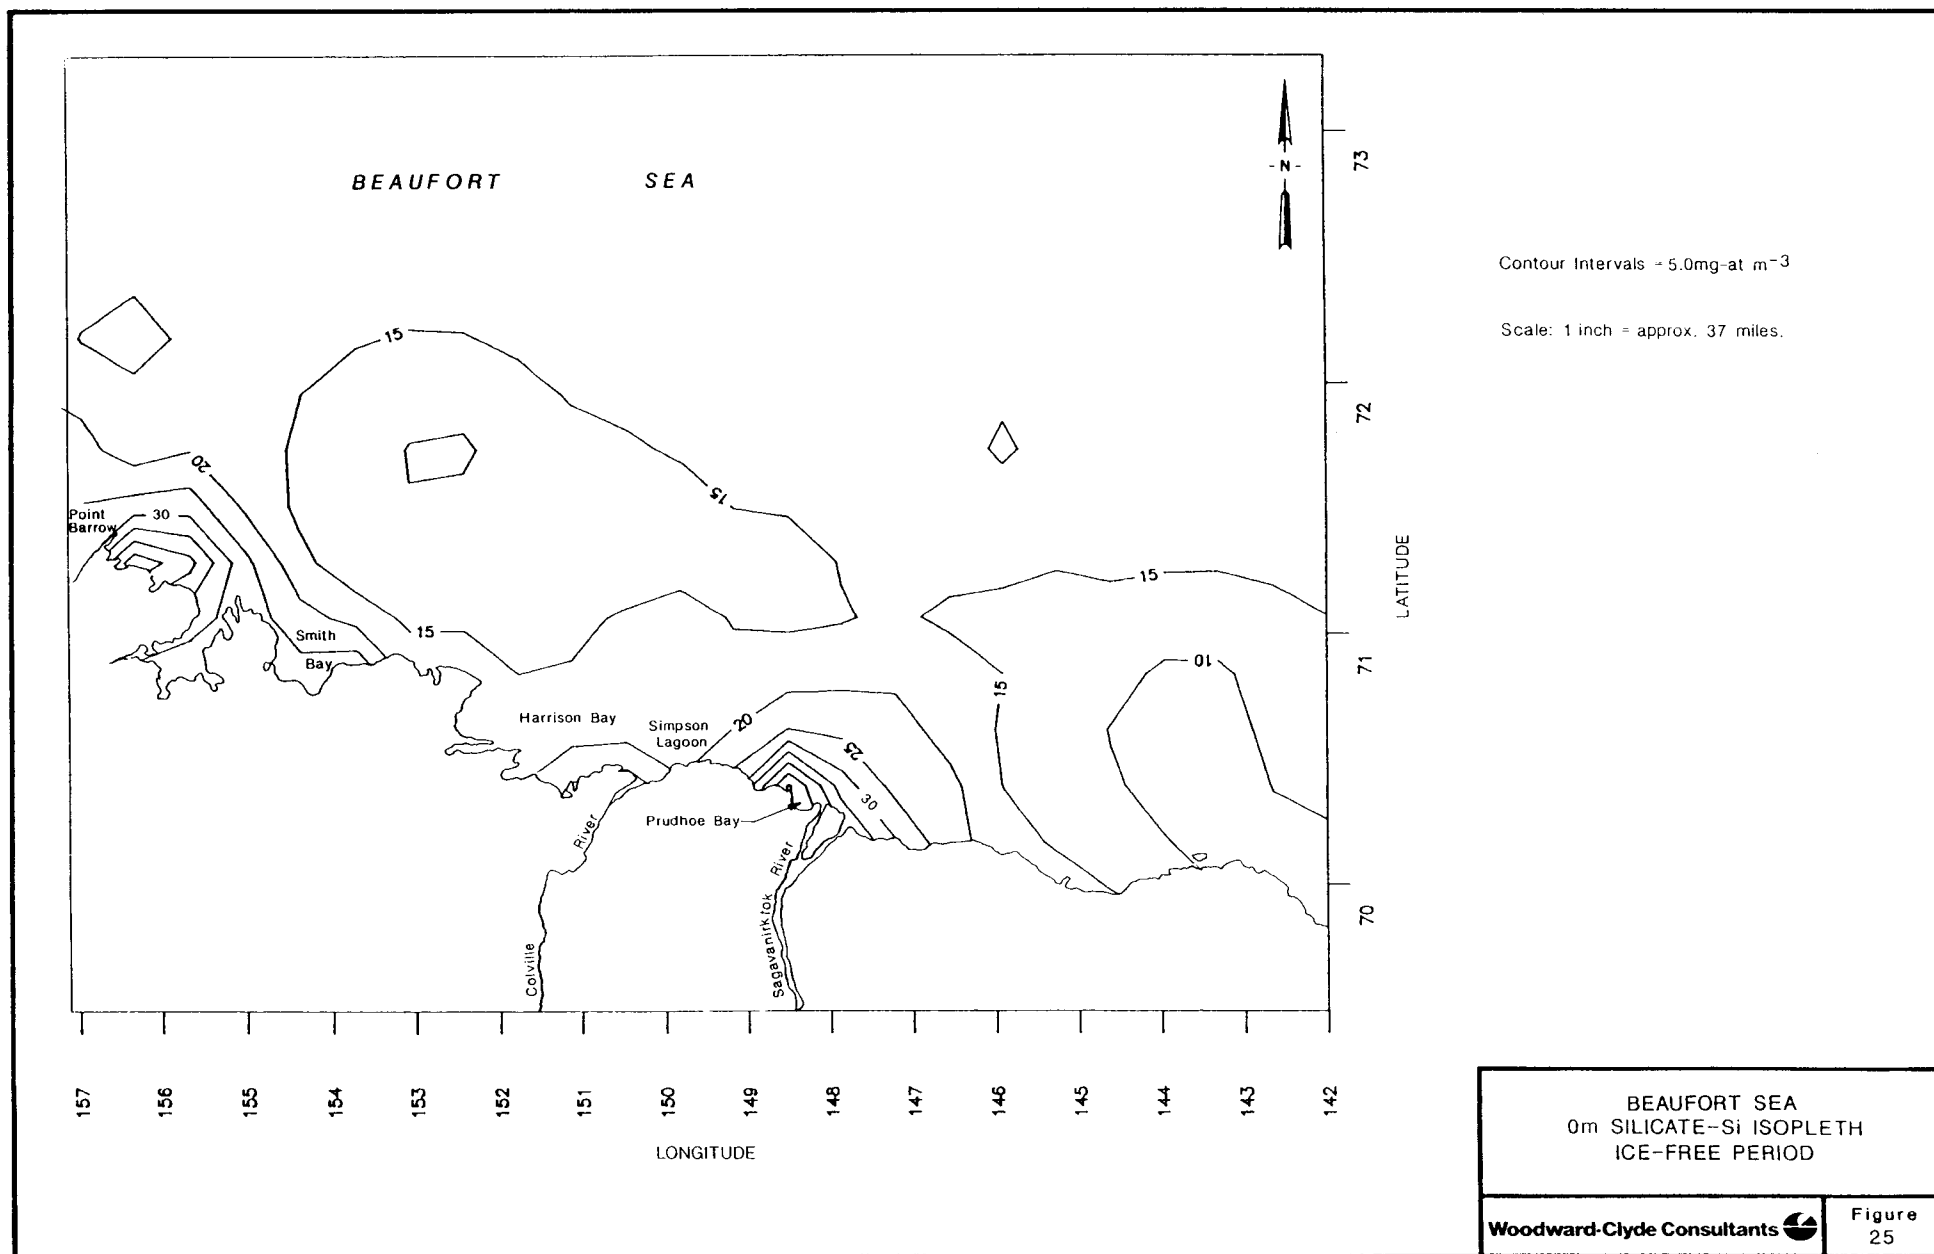 BEAUFORT SEA
-N-
73
Contour Intervals = 5.0mg-at m⁻³
Scale: 1 inch = approx. 37 miles.
15
72
20
15
Point
Barrow
30
LATITUDE
15
15
Smith
Bay
71
10
15
Harrison Bay
Simpson
Lagoon
20
25
30
Prudhoe Bay
River
River
Sagavanirktok
Colville
70
157
156
155
154
153
152
151
150
149
148
147
146
145
144
143
142
LONGITUDE
BEAUFORT SEA
0m SILICATE-Si ISOPLETH
ICE-FREE PERIOD
Woodward-Clyde Consultants
Figure
25